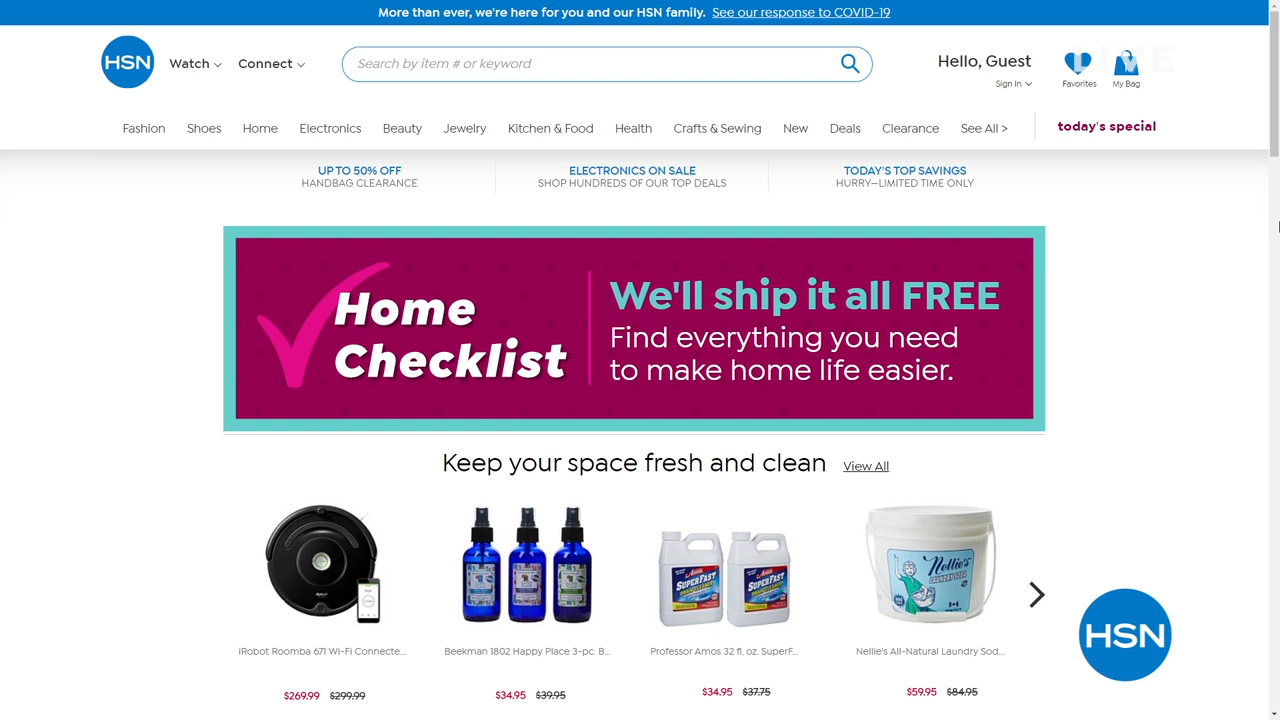 More than ever, we're here for you and our HSN family. See our response to COVID-19
HSN
Watch
Connect
Search by item # or keyword
Hello, Guest
Sign In
Favorites
My Bag
LIVE
Fashion Shoes Home Electronics Beauty Jewelry Kitchen & Food Health Crafts & Sewing New Deals Clearance See All > today's special
UP TO 50% OFF
HANDBAG CLEARANCE
ELECTRONICS ON SALE
SHOP HUNDREDS OF OUR TOP DEALS
TODAY'S TOP SAVINGS
HURRY—LIMITED TIME ONLY
Home
Checklist
We'll ship it all FREE
Find everything you need
to make home life easier.
Keep your space fresh and clean View All
Nellie's
LAUNDRY SODA
SUPERFAST
SUPERFAST
iRobot Roomba 671 Wi-Fi Connecte...
Beekman 1802 Happy Place 3-pc. B...
Professor Amos 32 fl. oz. SuperF...
Nellie's All-Natural Laundry Sod...
$269.99 $299.99
$34.95 $39.95
$34.95 $37.75
$59.95 $84.95
HSN